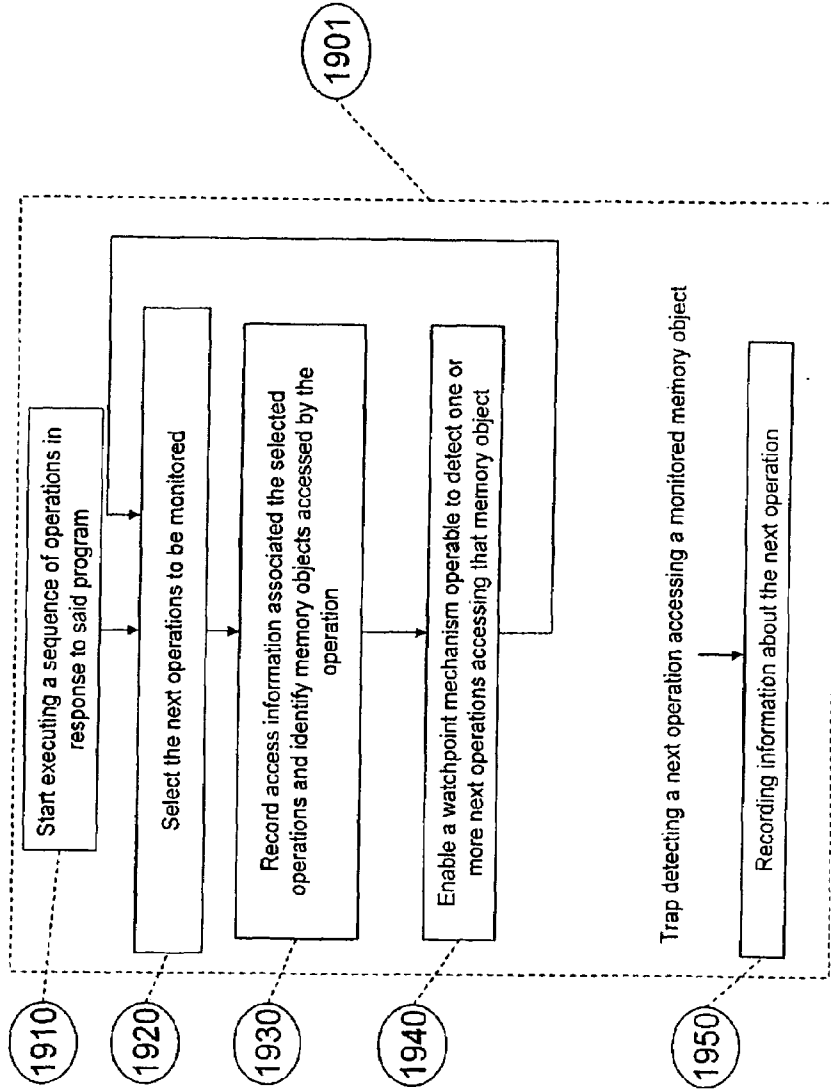 1901
1910
Start executing a sequence of operations in
response to said program
1920
Select the next operations to be monitored
1930
Record access information associated the selected
operations and identify memory objects accessed by the
operation
1940
Enable a watchpoint mechanism operable to detect one or
more next operations accessing that memory object
Trap detecting a next operation accessing a monitored memory object
1950
Recording information about the next operation